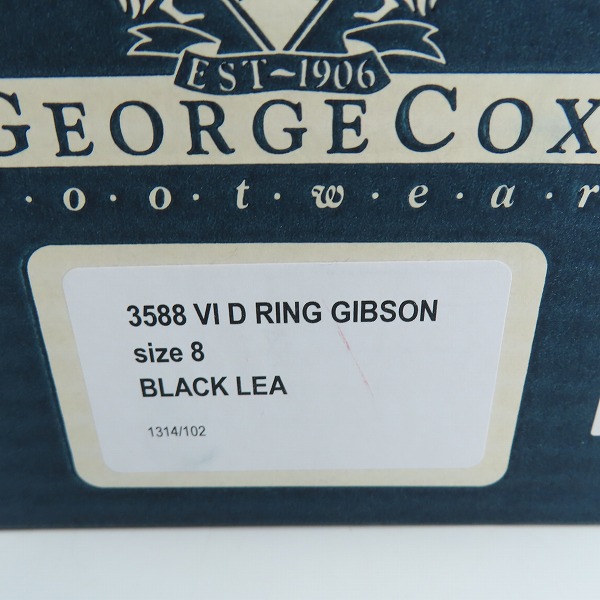 EST~1906
GEORGE COX
·o·o·t·w·e·a·r
3588 VI D RING GIBSON
size 8
BLACK LEA
1314/102